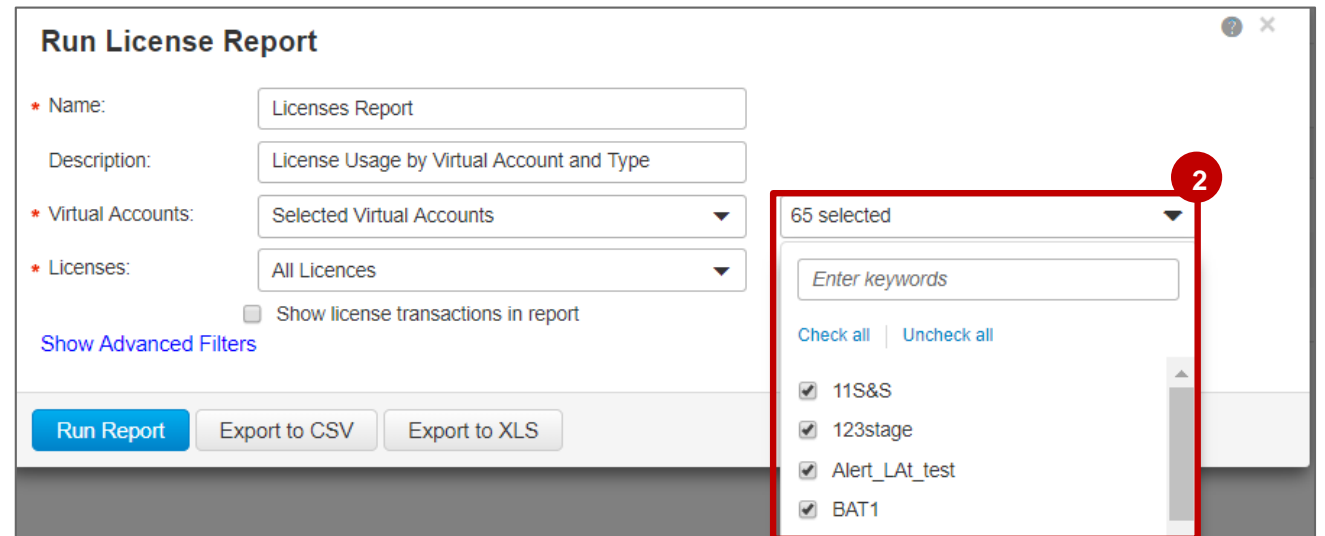 Run License Report
?
* Name:
Licenses Report
Description:
License Usage by Virtual Account and Type
2
* Virtual Accounts:
Selected Virtual Accounts
65 selected
* Licenses:
All Licences
Enter keywords
Show license transactions in report
Show Advanced Filters
Check all | Uncheck all
11S&S
123stage
Alert_LAt_test
BAT1
Run Report
Export to CSV
Export to XLS